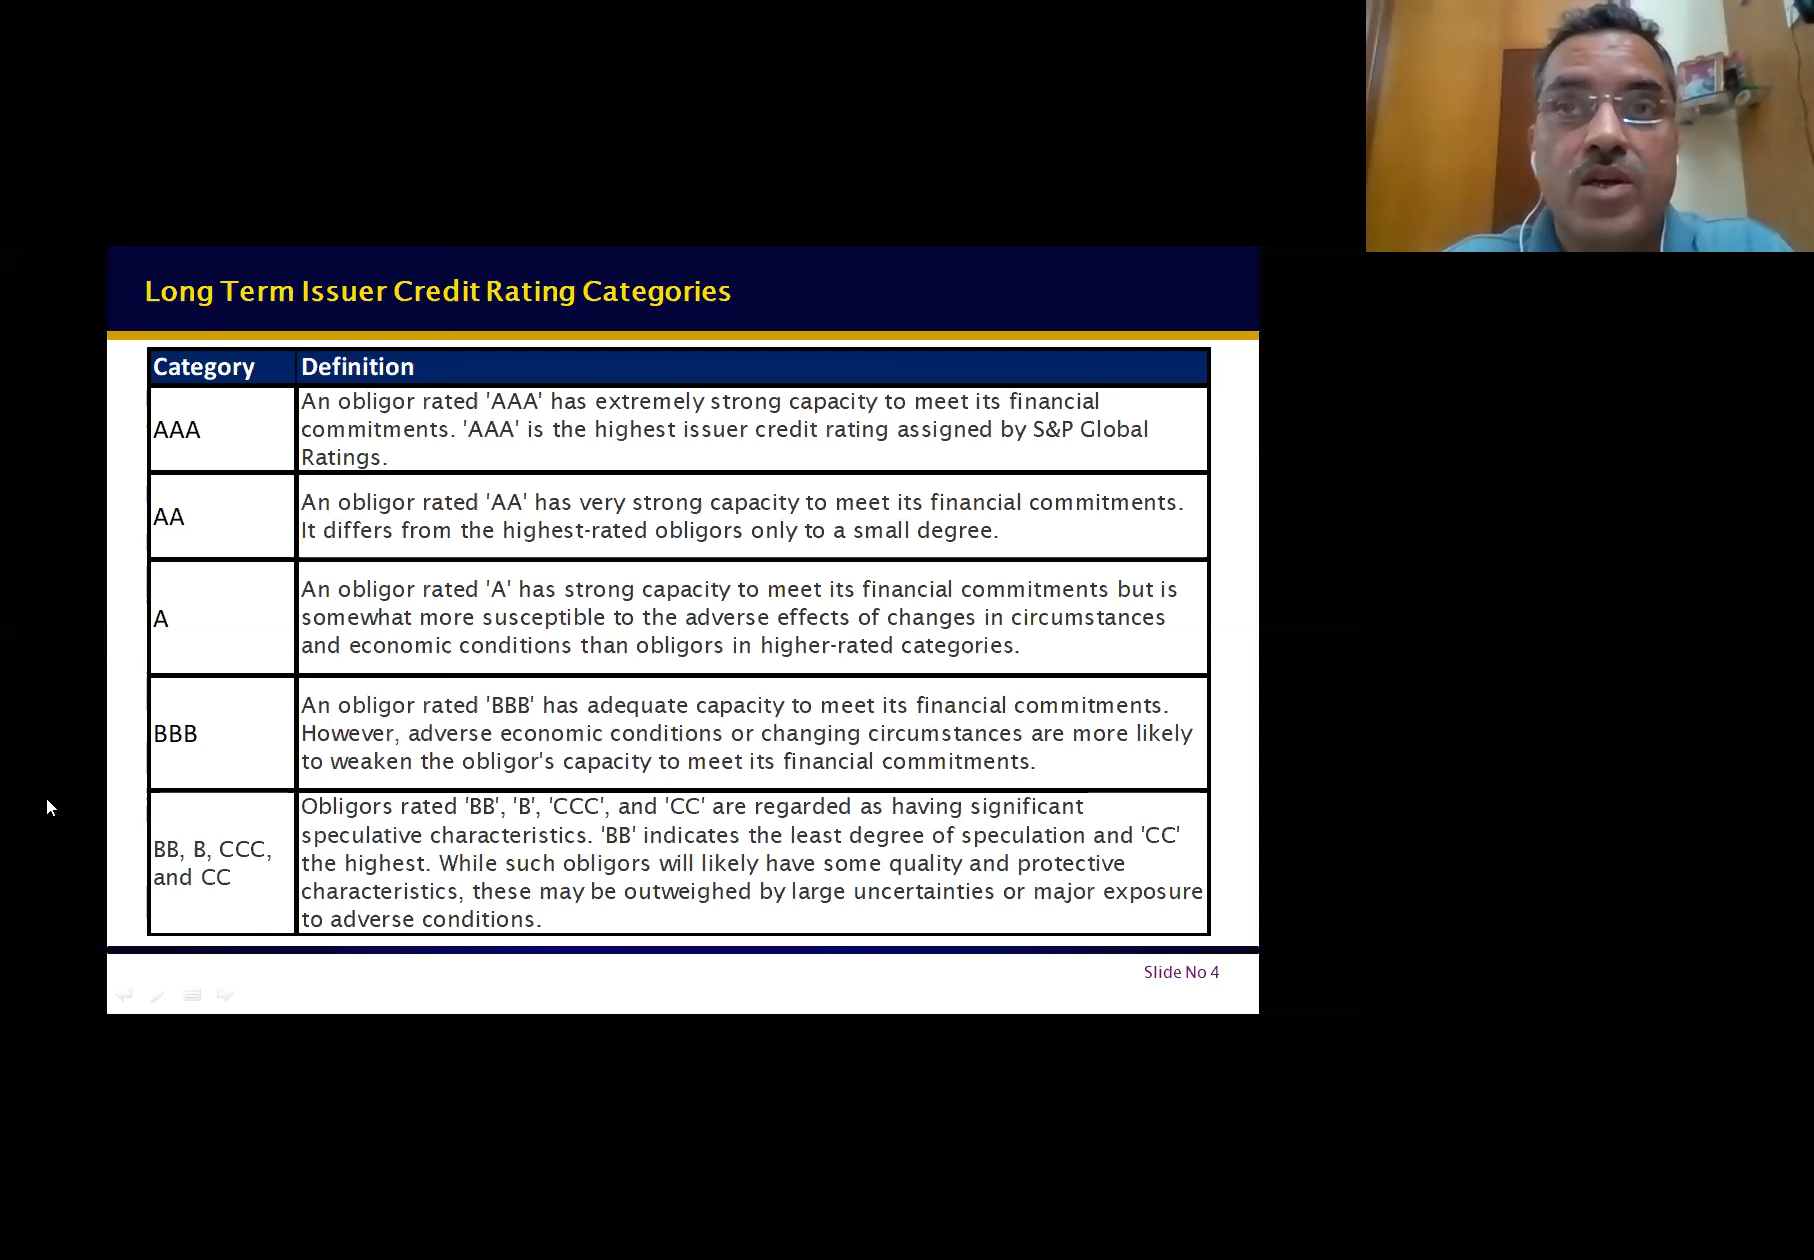 Long Term Issuer Credit Rating Categories
Category
Definition
AAA
An obligor rated 'AAA' has extremely strong capacity to meet its financial
commitments. 'AAA' is the highest issuer credit rating assigned by S&P Global
Ratings.
AA
An obligor rated 'AA' has very strong capacity to meet its financial commitments.
It differs from the highest-rated obligors only to a small degree.
A
An obligor rated 'A' has strong capacity to meet its financial commitments but is
somewhat more susceptible to the adverse effects of changes in circumstances
and economic conditions than obligors in higher-rated categories.
BBB
An obligor rated 'BBB' has adequate capacity to meet its financial commitments.
However, adverse economic conditions or changing circumstances are more likely
to weaken the obligor's capacity to meet its financial commitments.
BB, B, CCC,
and CC
Obligors rated 'BB', 'B', 'CCC', and 'CC' are regarded as having significant
speculative characteristics. 'BB' indicates the least degree of speculation and 'CC'
the highest. While such obligors will likely have some quality and protective
characteristics, these may be outweighed by large uncertainties or major exposure
to adverse conditions.
Slide No 4